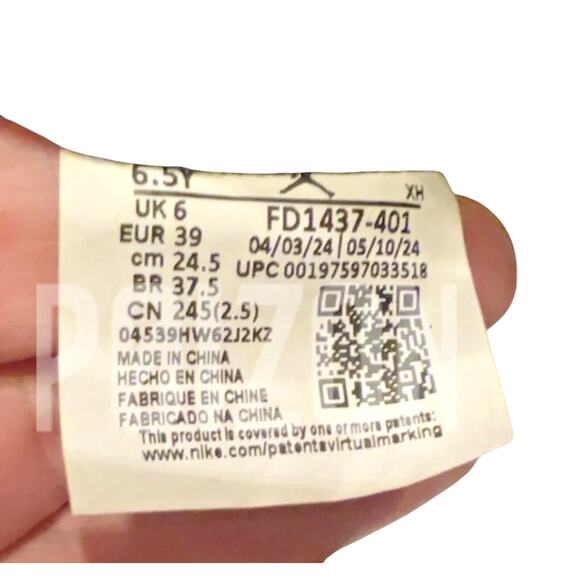 6.5Y
XH
UK 6
FD1437-401
EUR 39
04/03/24 | 05/10/24
cm 24.5
UPC 00197597033518
BR 37.5
CN 245(2.5)
04539HW62J2KZ
MADE IN CHINA
HECHO EN CHINA
FABRIQUE EN CHINE
FABRICADO NA CHINA
This product is covered by one or more patents:
www.nike.com/patentsvirtualmarking